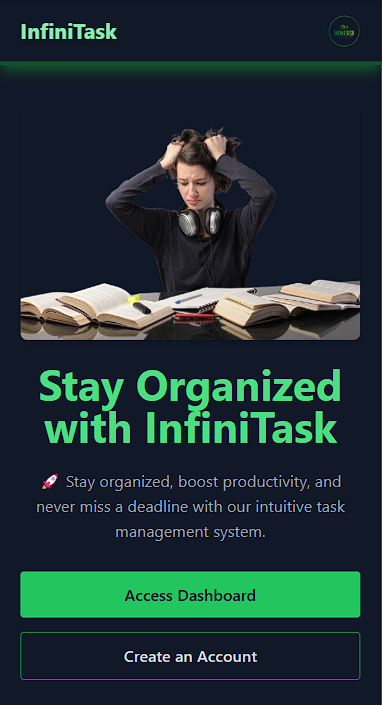 InfiniTask
Stay Organized
with InfiniTask
🚀 Stay organized, boost productivity, and
never miss a deadline with our intuitive task
management system.
Access Dashboard
Create an Account